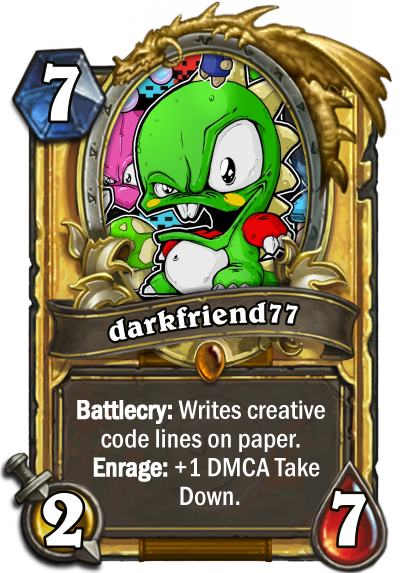 7
darkfriend77
Battlecry: Writes creative
code lines on paper.
Enrage: +1 DMCA Take
Down.
2
7